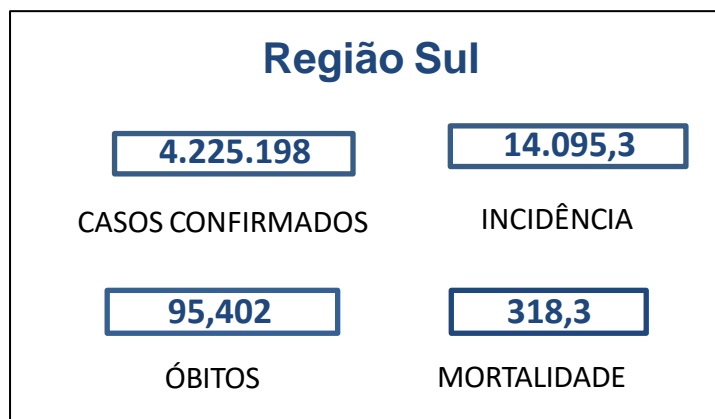 Região Sul
4.225.198
14.095,3
CASOS CONFIRMADOS
INCIDÊNCIA
95,402
318,3
ÓBITOS
MORTALIDADE